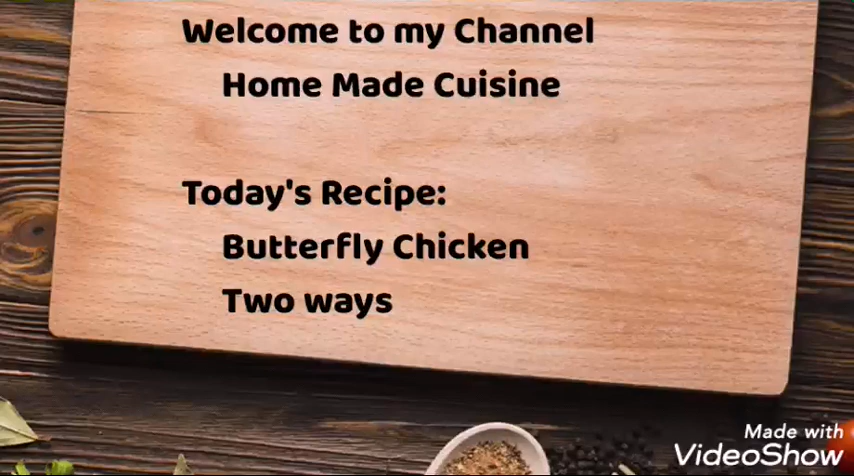 Welcome to my Channel
Home Made Cuisine
Today's Recipe:
Butterfly Chicken
Two ways
Made with
VideoShow